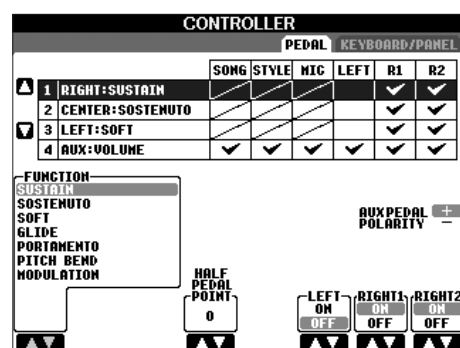 CONTROLLER
PEDAL KEYBOARD/PANEL
SONG STYLE MIC LEFT R1 R2
1 RIGHT:SUSTAIN
2 CENTER:SOSTENUTO
3 LEFT:SOFT
4 AUX:VOLUME
FUNCTION
SUSTAIN
SOSTENUTO
SOFT
GLIDE
PORTAMENTO
PITCH BEND
MODULATION
AUX PEDAL +
POLARITY −
HALF
PEDAL
POINT
0
LEFT RIGHT1 RIGHT2
ON ON ON
OFF OFF OFF